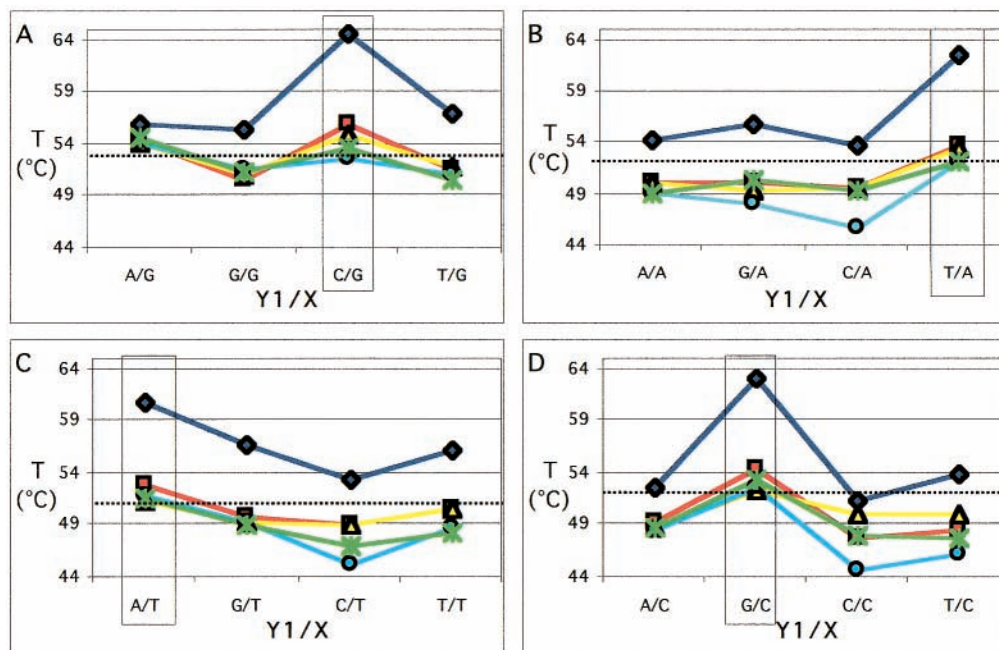 A
64
59
T
54
(°C)
49
44
A/G G/G C/G T/G
Y1/X
B
64
59
T
54
(°C)
49
44
A/A G/A C/A T/A
Y1/X
C
64
59
T
54
(°C)
49
44
A/T G/T C/T T/T
Y1/X
D
64
59
T
54
(°C)
49
44
A/C G/C C/C T/C
Y1/X